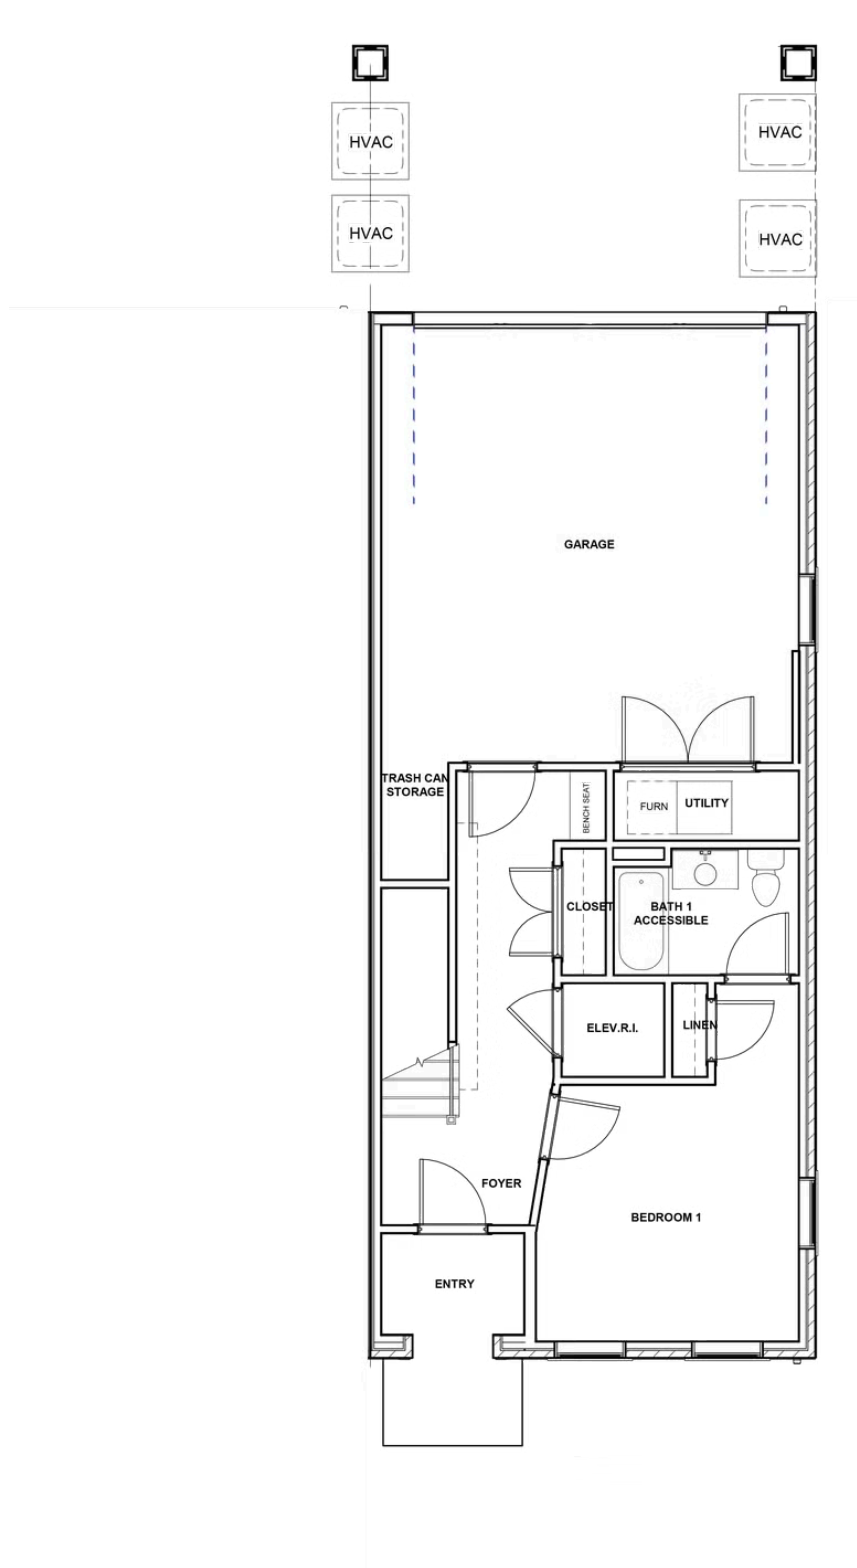 HVAC
HVAC
HVAC
HVAC
GARAGE
TRASH CAN
STORAGE
BENCH SEAT
FURN
UTILITY
CLOSET
BATH 1
ACCESSIBLE
ELEV.R.I.
LINEN
FOYER
BEDROOM 1
ENTRY